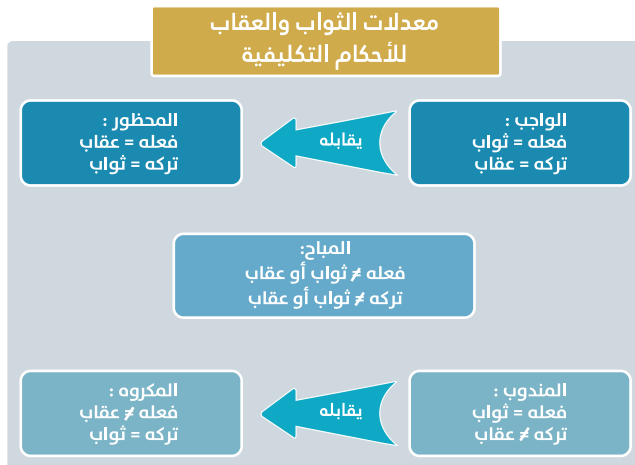 معدلات الثواب والعقاب
للأحكام التكليفية
الواجب :
فعله = ثواب
تركه = عقاب
يقابله
المحظور :
فعله = عقاب
تركه = ثواب
المباح:
فعله ≠ ثواب أو عقاب
تركه ≠ ثواب أو عقاب
المندوب :
فعله = ثواب
تركه ≠ عقاب
يقابله
المكروه :
فعله ≠ عقاب
تركه = ثواب